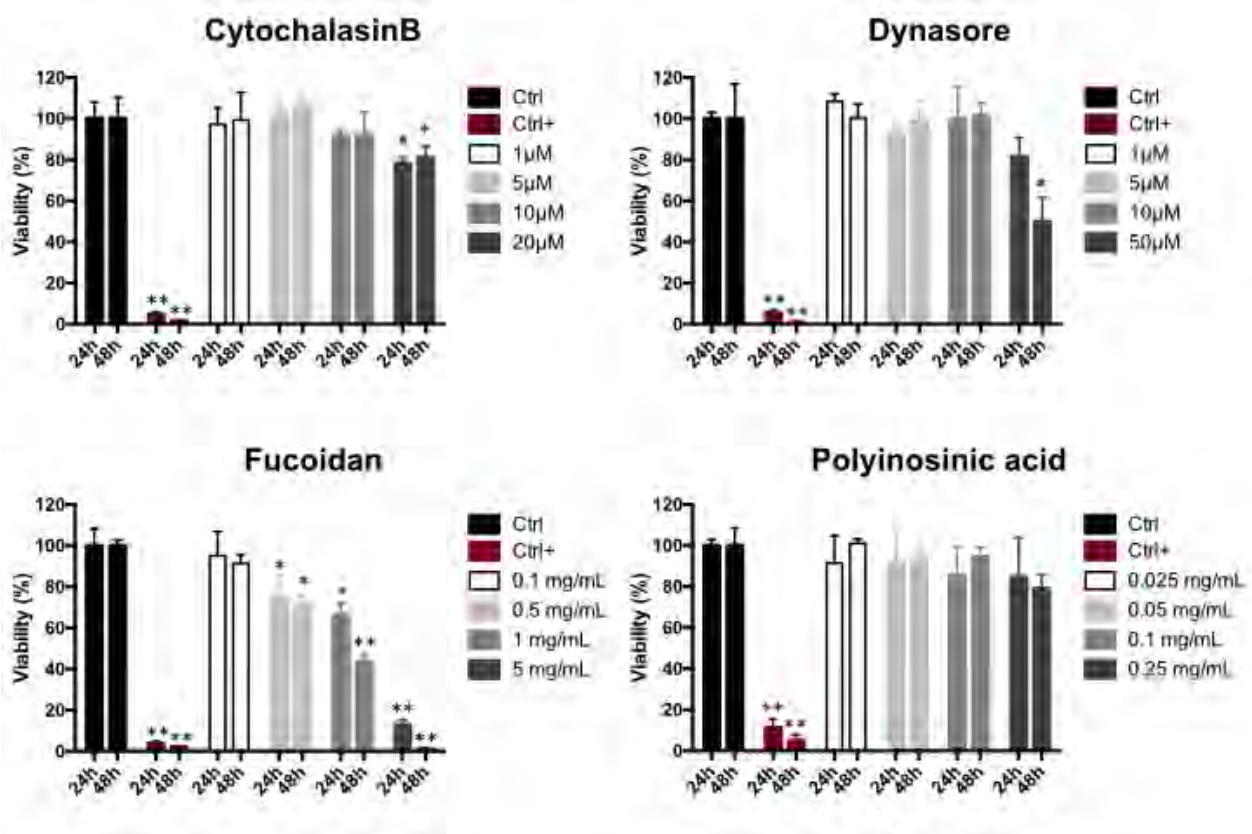 CytochalasinB
Viability (%)
120
100
80
60
40
20
0
** ** * *
24h 48h 24h 48h 24h 48h 24h 48h 24h 48h 24h 48h
Ctrl
Ctrl+
1µM
5µM
10µM
20µM
Dynasore
Viability (%)
120
100
80
60
40
20
0
** ** *
24h 48h 24h 48h 24h 48h 24h 48h 24h 48h 24h 48h
Ctrl
Ctrl+
1µM
5µM
10µM
50µM
Fucoidan
Viability (%)
120
100
80
60
40
20
0
** ** * * * ** ** **
24h 48h 24h 48h 24h 48h 24h 48h 24h 48h 24h 48h
Ctrl
Ctrl+
0.1 mg/mL
0.5 mg/mL
1 mg/mL
5 mg/mL
Polyinosinic acid
Viability (%)
120
100
80
60
40
20
0
** **
24h 48h 24h 48h 24h 48h 24h 48h 24h 48h 24h 48h
Ctrl
Ctrl+
0.025 mg/mL
0.05 mg/mL
0.1 mg/mL
0.25 mg/mL